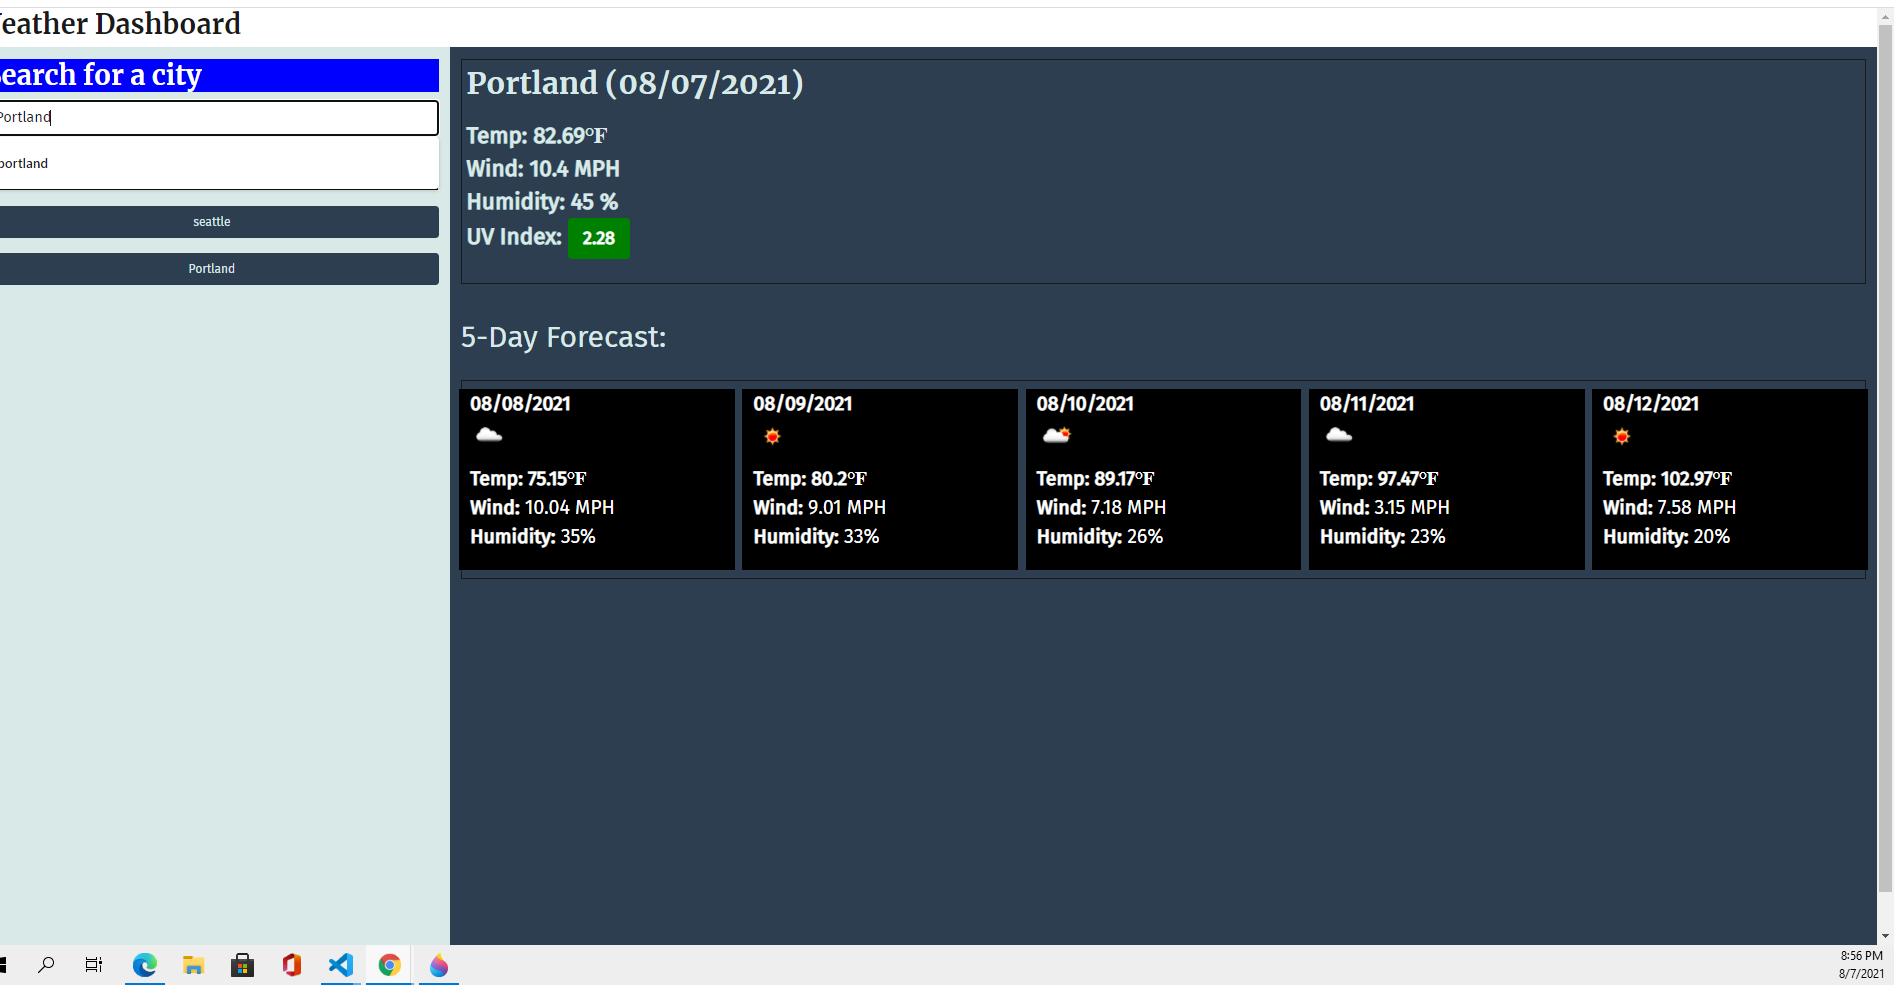 eather Dashboard
earch for a city
Portland
portland
seattle
Portland
Portland (08/07/2021)
Temp: 82.69°F
Wind: 10.4 MPH
Humidity: 45 %
UV Index: 2.28
5-Day Forecast:
08/08/2021
Temp: 75.15°F
Wind: 10.04 MPH
Humidity: 35%
08/09/2021
Temp: 80.2°F
Wind: 9.01 MPH
Humidity: 33%
08/10/2021
Temp: 89.17°F
Wind: 7.18 MPH
Humidity: 26%
08/11/2021
Temp: 97.47°F
Wind: 3.15 MPH
Humidity: 23%
08/12/2021
Temp: 102.97°F
Wind: 7.58 MPH
Humidity: 20%
8:56 PM
8/7/2021